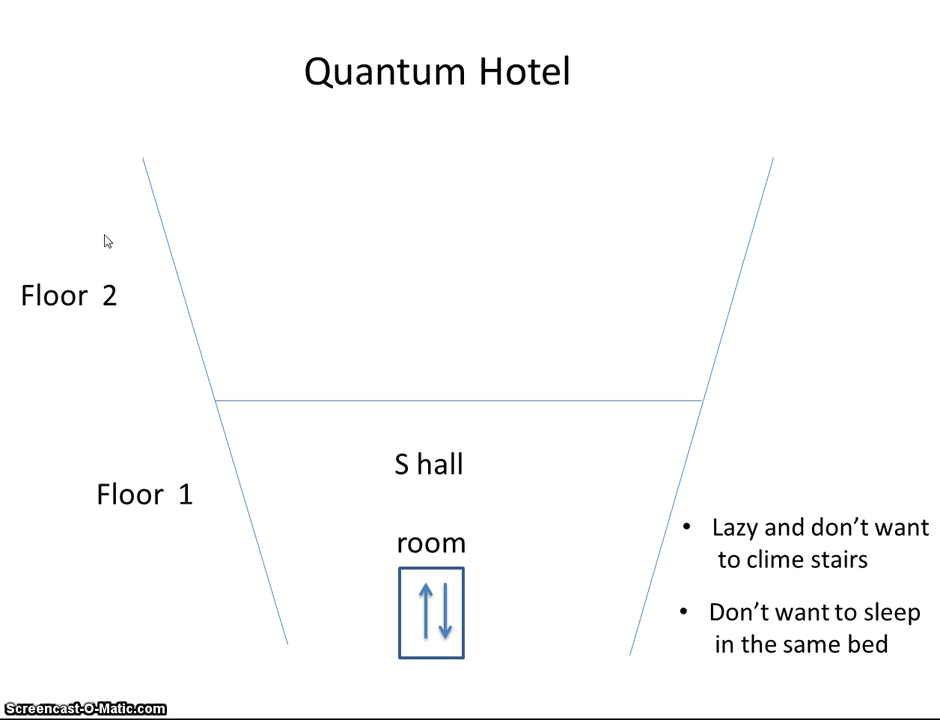 Quantum Hotel
Floor 2
S hall
Floor 1
room
• Lazy and don’t want
to clime stairs
• Don’t want to sleep
in the same bed
Screencast-O-Matic.com